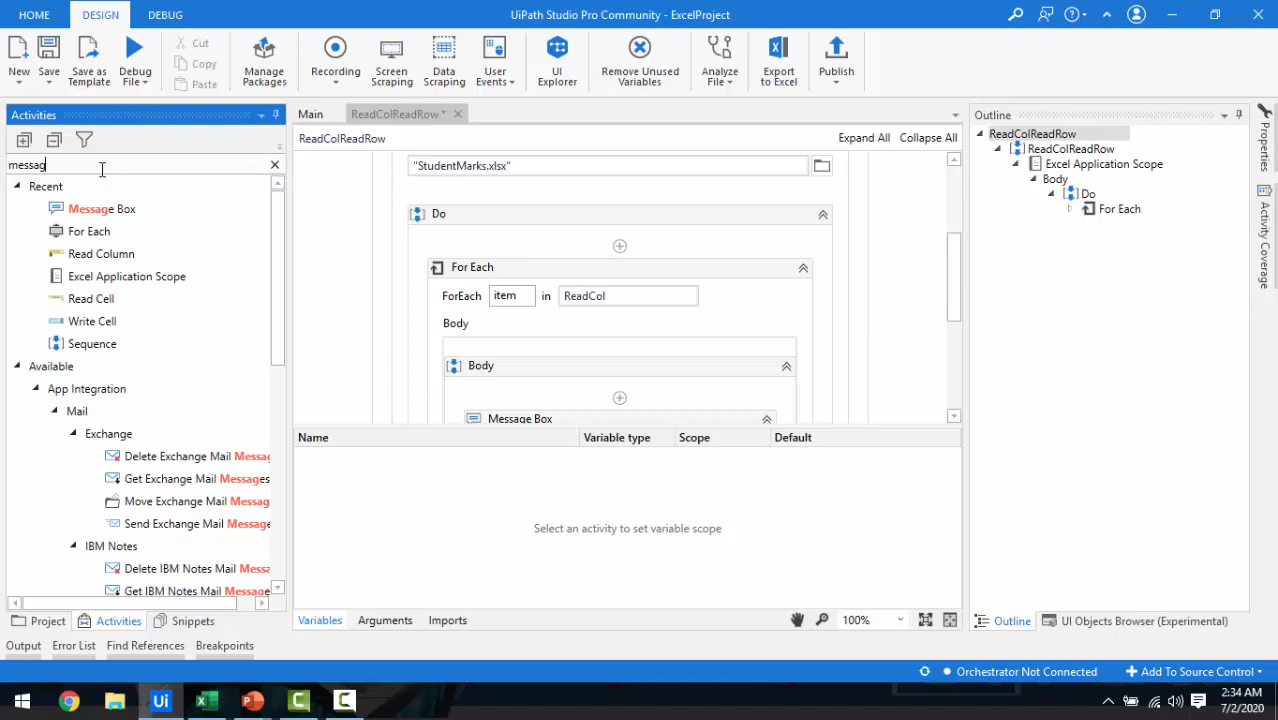 HOME
DESIGN
DEBUG
UiPath Studio Pro Community - ExcelProject
New
Save
Save as Template
Debug File
Cut
Copy
Paste
Manage Packages
Recording
Screen Scraping
Data Scraping
User Events
UI Explorer
Remove Unused Variables
Analyze File
Export to Excel
Publish
Activities
messag
Recent
Message Box
For Each
Read Column
Excel Application Scope
Read Cell
Write Cell
Sequence
Available
App Integration
Mail
Exchange
Delete Exchange Mail Messag
Get Exchange Mail Messages
Move Exchange Mail Messag
Send Exchange Mail Message
IBM Notes
Delete IBM Notes Mail Messa
Get IBM Notes Mail Message
Project
Activities
Snippets
Main
ReadColReadRow *
ReadColReadRow
Expand All
Collapse All
"StudentMarks.xlsx"
Do
For Each
ForEach item in ReadCol
Body
Body
Message Box
Name
Variable type
Scope
Default
Select an activity to set variable scope
Variables
Arguments
Imports
100%
Outline
ReadColReadRow
ReadColReadRow
Excel Application Scope
Body
Do
For Each
Outline
UI Objects Browser (Experimental)
Properties
Activity Coverage
Output
Error List
Find References
Breakpoints
Orchestrator Not Connected
Add To Source Control
Ui
2:34 AM
7/2/2020